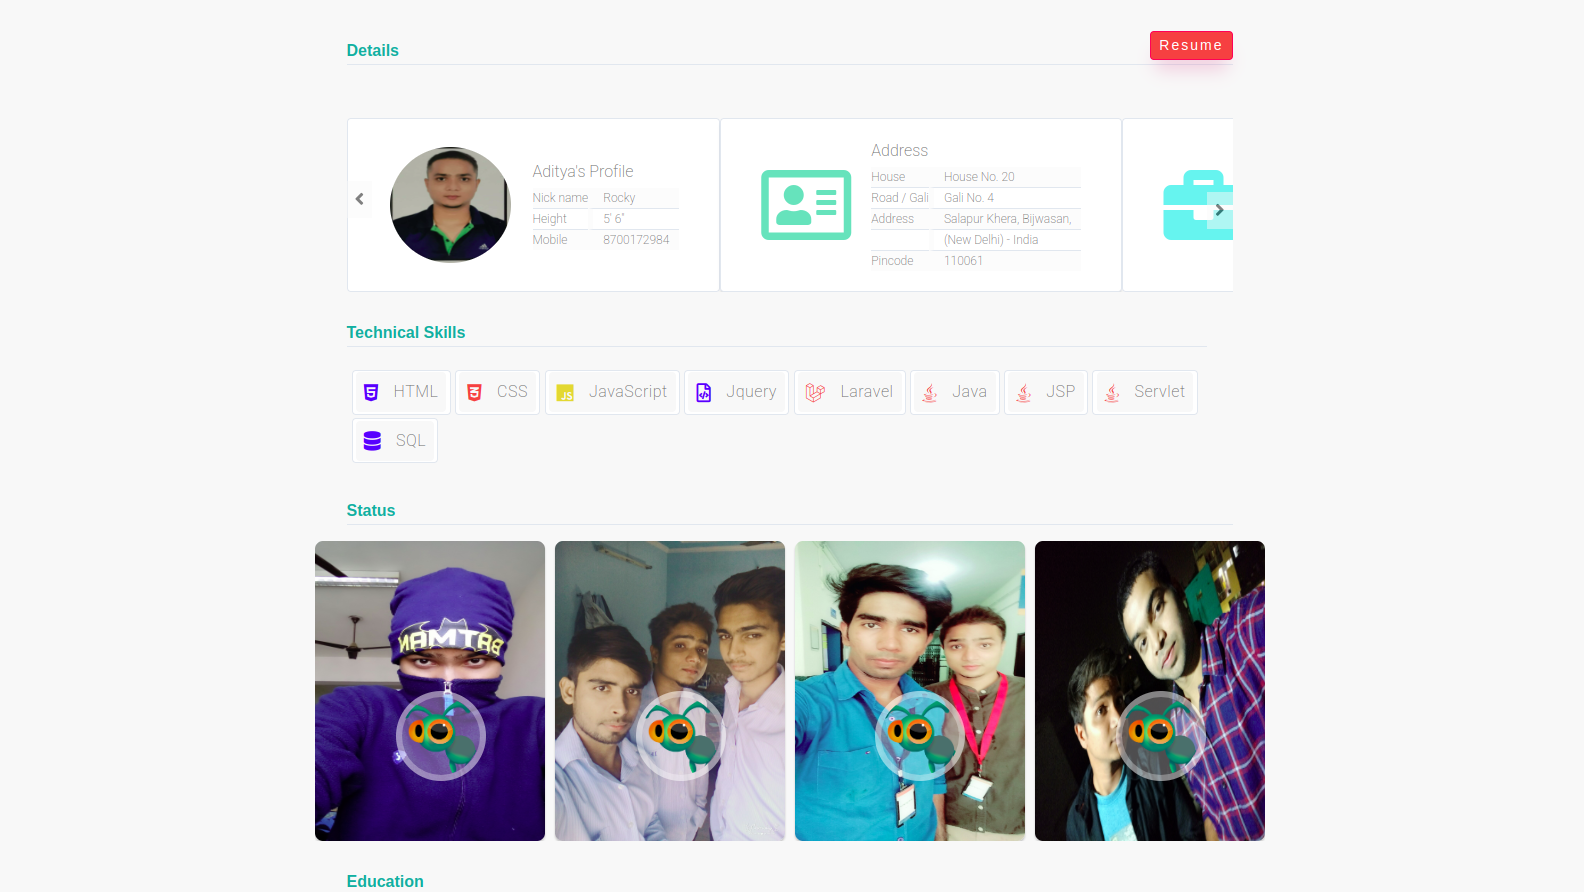 Details
Resume
Aditya's Profile
Nick name Rocky
Height 5' 6"
Mobile 8700172984
Address
House House No. 20
Road / Gali Gali No. 4
Address Salapur Khera, Bijwasan,
(New Delhi) - India
Pincode 110061
Technical Skills
HTML CSS JavaScript Jquery Laravel Java JSP Servlet
SQL
Status
BATMAN
Education